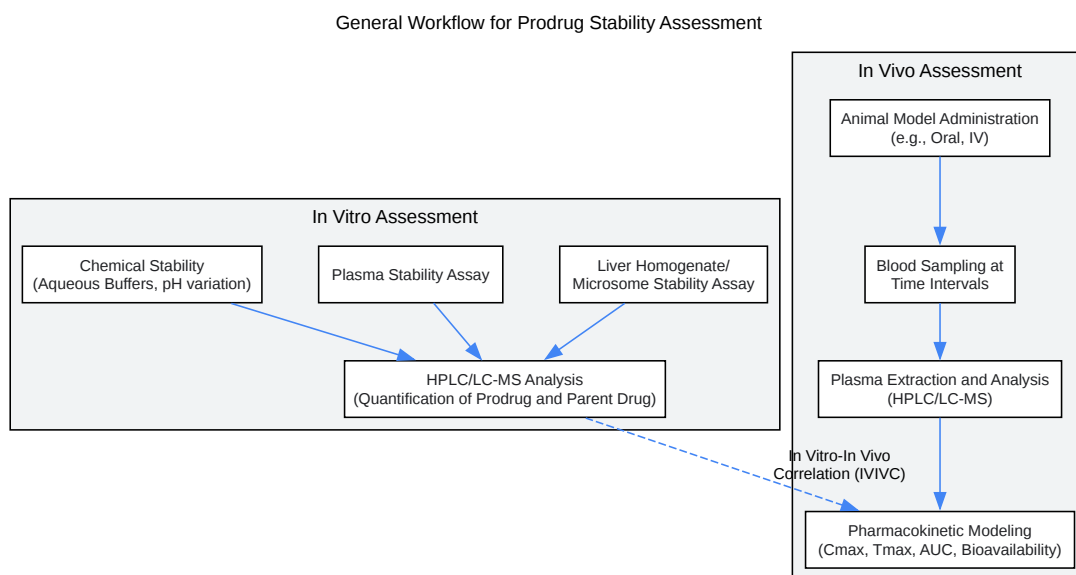 General Workflow for Prodrug Stability Assessment
In Vivo Assessment
Animal Model Administration
(e.g., Oral, IV)
In Vitro Assessment
Chemical Stability
(Aqueous Buffers, pH variation)
Plasma Stability Assay
Liver Homogenate/
Microsome Stability Assay
Blood Sampling at
Time Intervals
HPLC/LC-MS Analysis
(Quantification of Prodrug and Parent Drug)
Plasma Extraction and Analysis
(HPLC/LC-MS)
In Vitro-In Vivo
Correlation (IVIVC)
Pharmacokinetic Modeling
(Cmax, Tmax, AUC, Bioavailability)